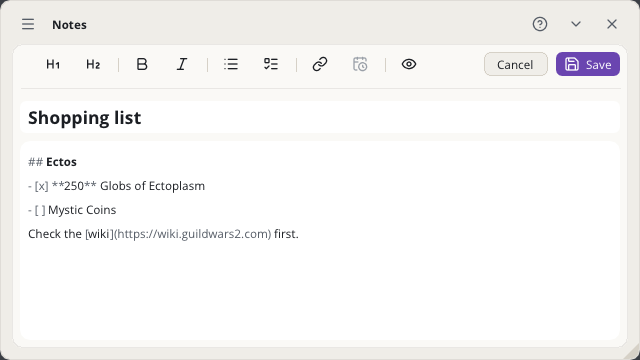 Notes
H1 H2 B I Cancel Save
Shopping list
## Ectos
- [x] **250** Globs of Ectoplasm
- [ ] Mystic Coins
Check the [wiki](https://wiki.guildwars2.com) first.